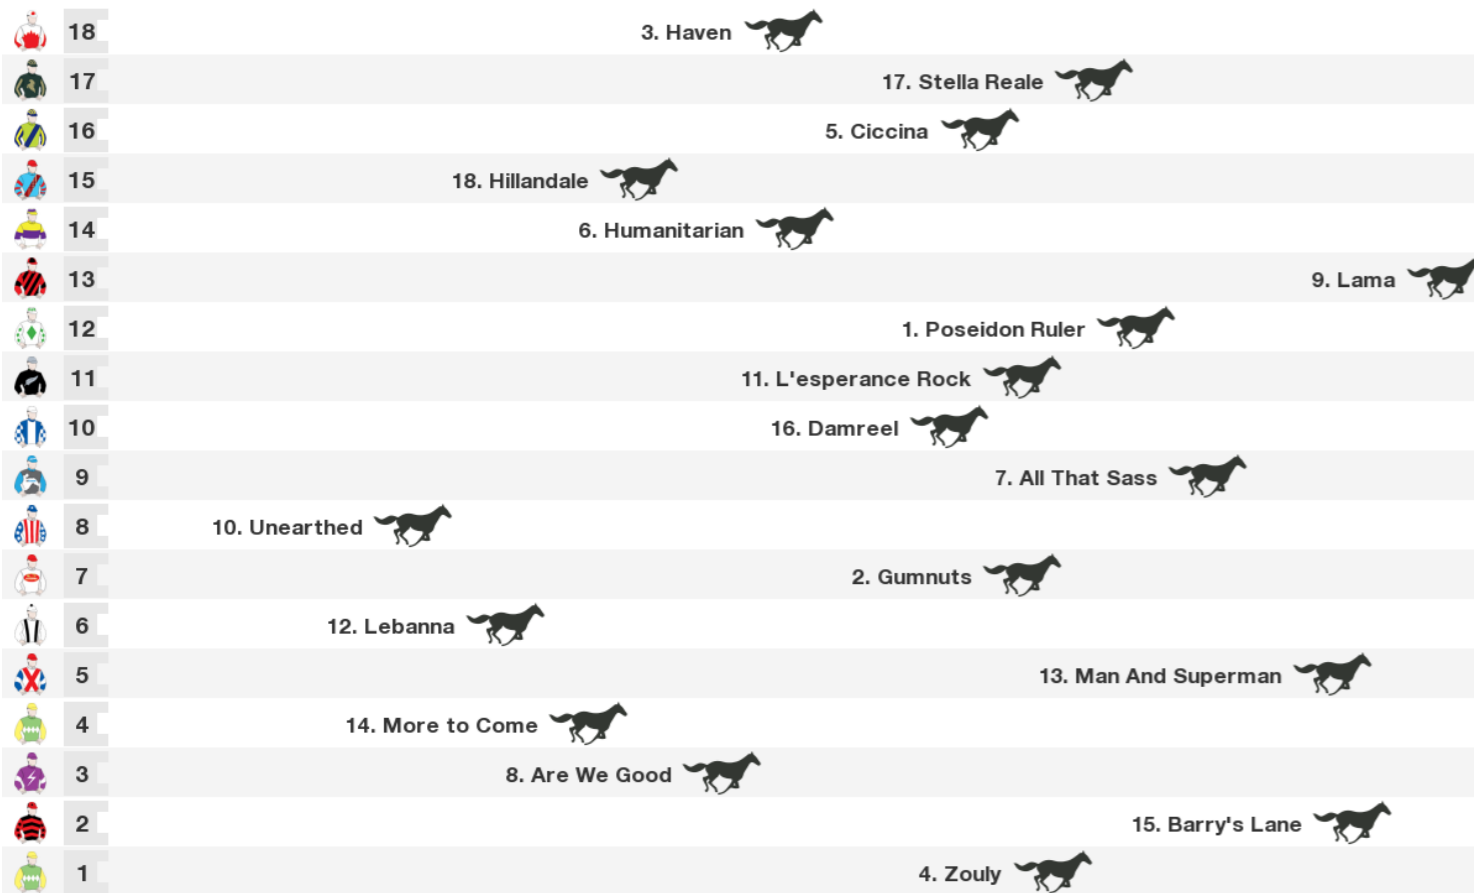 18 3. Haven
17 17. Stella Reale
16 5. Ciccina
15 18. Hillandale
14 6. Humanitarian
13 9. Lama
12 1. Poseidon Ruler
11 11. L'esperance Rock
10 16. Damreel
9 7. All That Sass
8 10. Unearthed
7 2. Gumnuts
6 12. Lebanna
5 13. Man And Superman
4 14. More to Come
3 8. Are We Good
2 15. Barry's Lane
1 4. Zouly